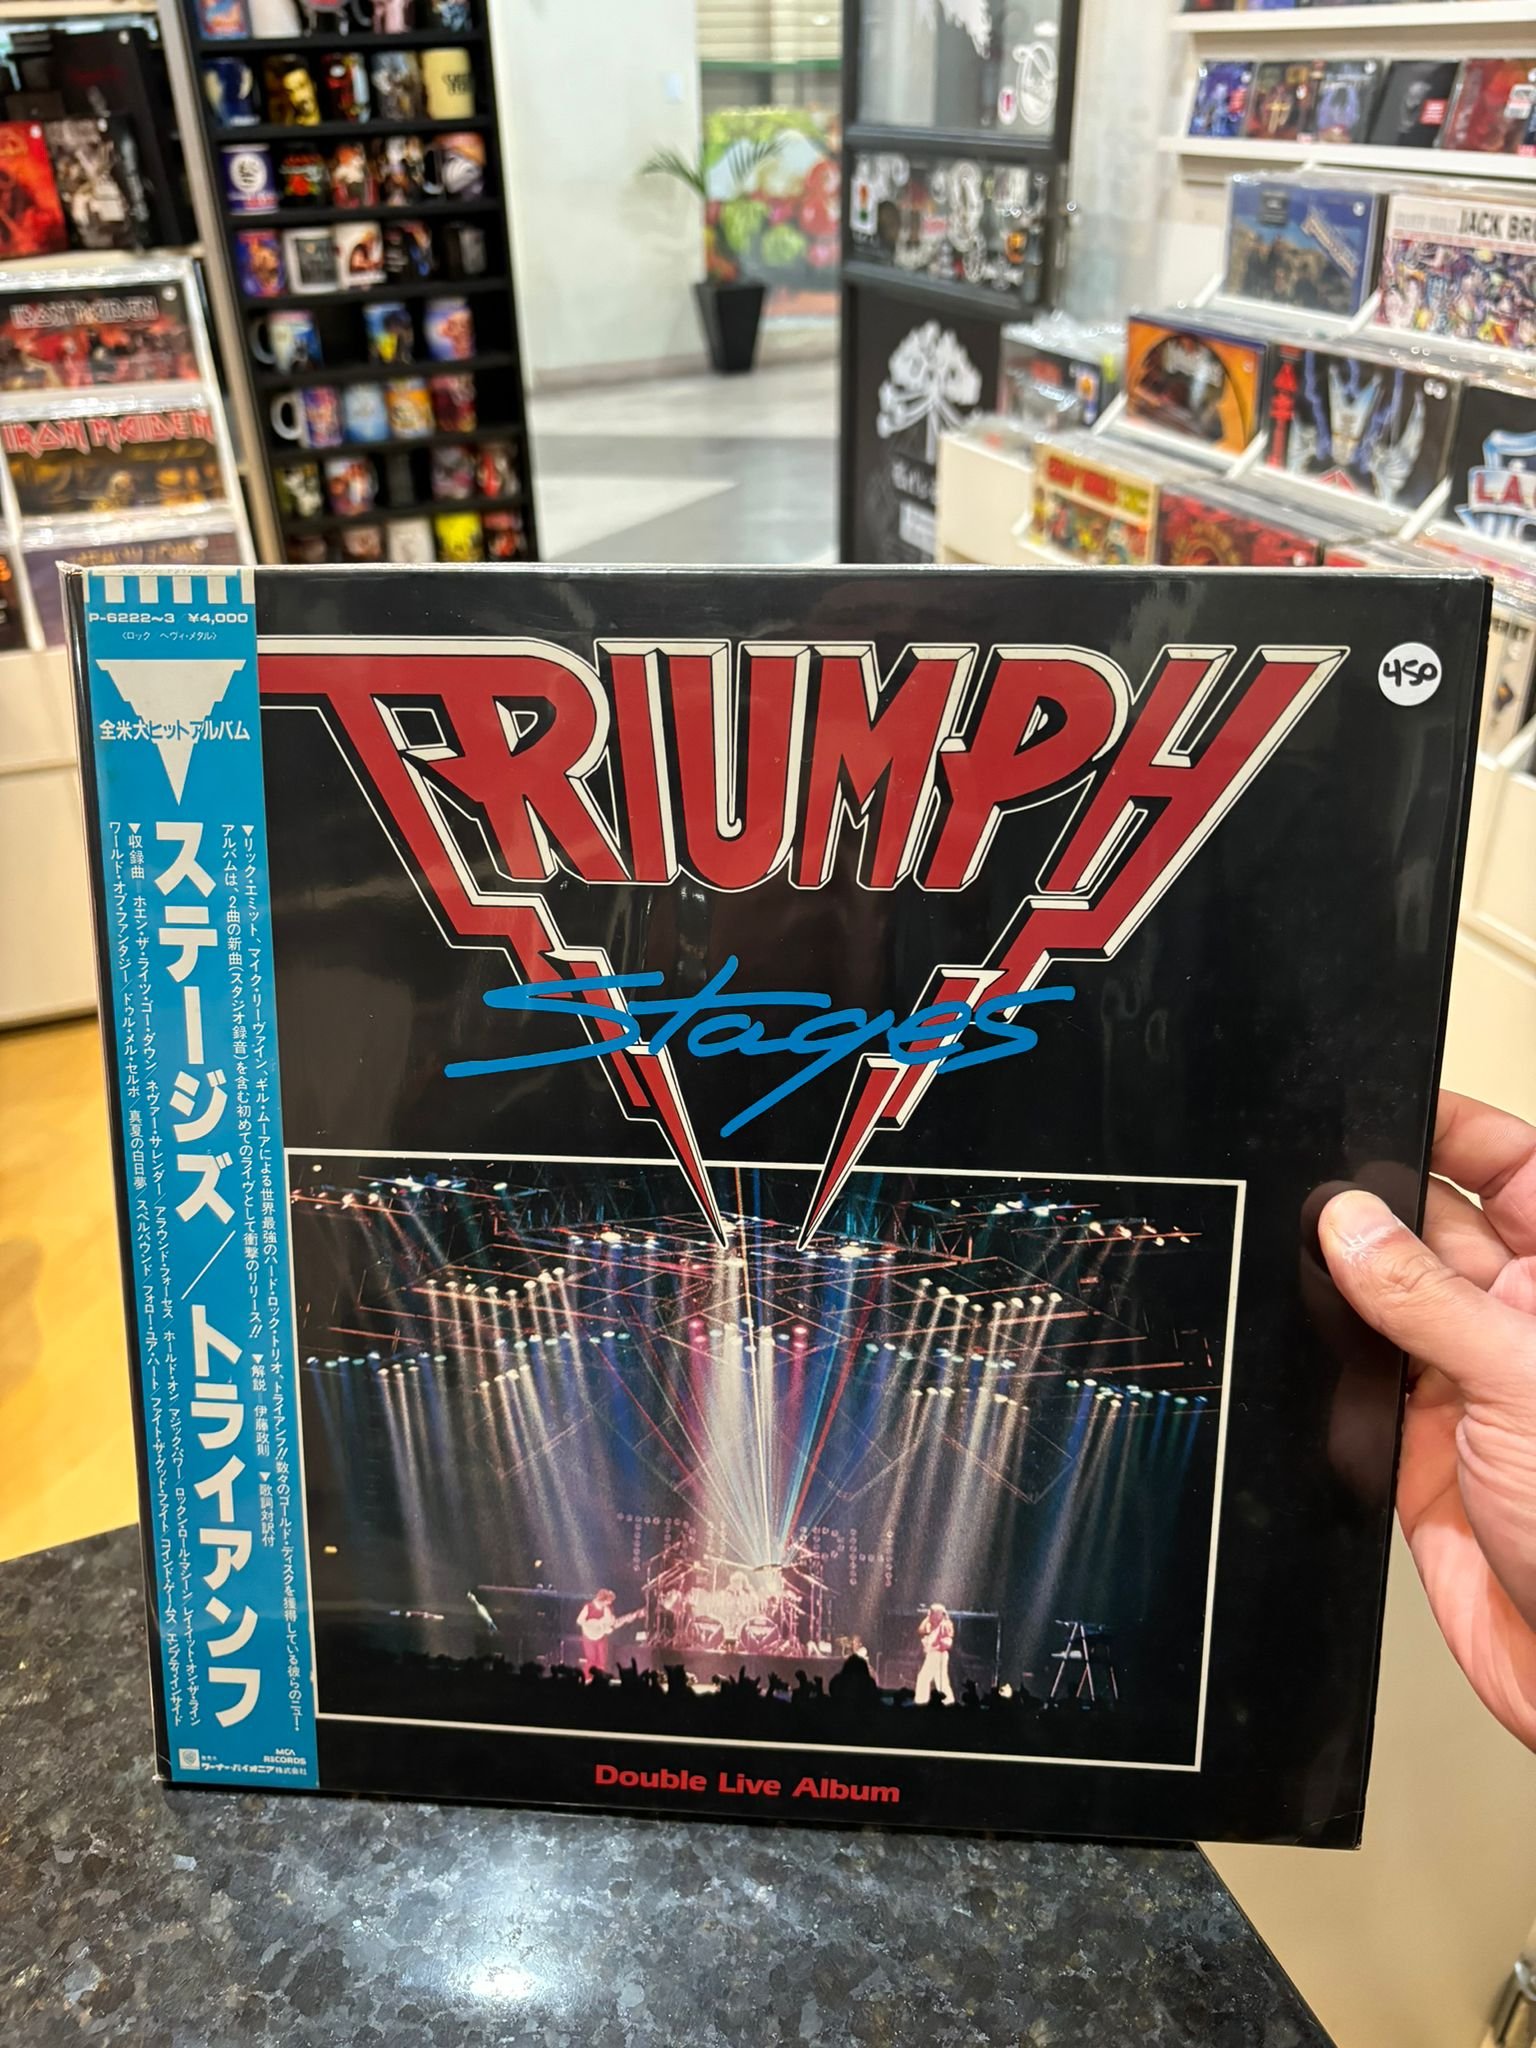 P-6222~3 ¥4,000
〈ロック ヘヴィ・メタル〉
全米大ヒットアルバム
ステージズ／トライアンフ
▼リック・エミット、マイク・リーヴァイン、ギル・ムーアによる世界最強のハード・ロック・トリオ、トライアンフ!!数々のゴールド・ディスクを獲得している彼らのニュー・
アルバムは、2曲の新曲(スタジオ録音)を含む初めてのライヴとして衝撃のリリース!! ▼解説 伊藤政則 ▼歌詞対訳付
▼収録曲 ホエン・ザ・ライツ・ゴー・ダウン／ネヴァー・サレンダー／アラウンド・フォーセス／ホールド・オン／マジック・パワー／ロックン・ロール・マシーン／レイ・イット・オン・ザ・ライン
ワールド・オブ・ファンタジー／ドゥル・メル・セルボ／真夏の白日夢／スペルバウンド／フォロー・ユア・ハート／ファイト・ザ・グッド・ファイト／コインド・ゲームス／エンプティ・インサイド
発売元
ワーナー・パイオニア株式会社
MCA
RECORDS
TRIUMPH
Stages
450
Double Live Album
IRON MAIDEN
IRON MAIDEN
JACK BR
L.A.